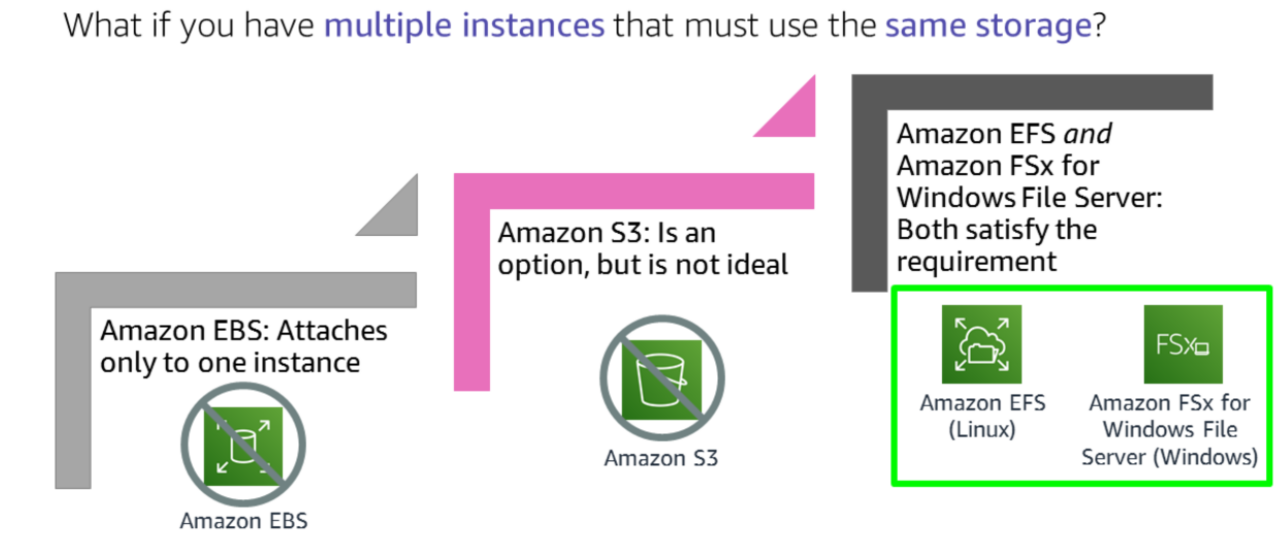 What if you have multiple instances that must use the same storage?
Amazon EBS: Attaches
only to one instance
Amazon EBS
Amazon S3: Is an
option, but is not ideal
Amazon S3
Amazon EFS and
Amazon FSx for
Windows File Server:
Both satisfy the
requirement
Amazon EFS
(Linux)
FSx
Amazon FSx for
Windows File
Server (Windows)